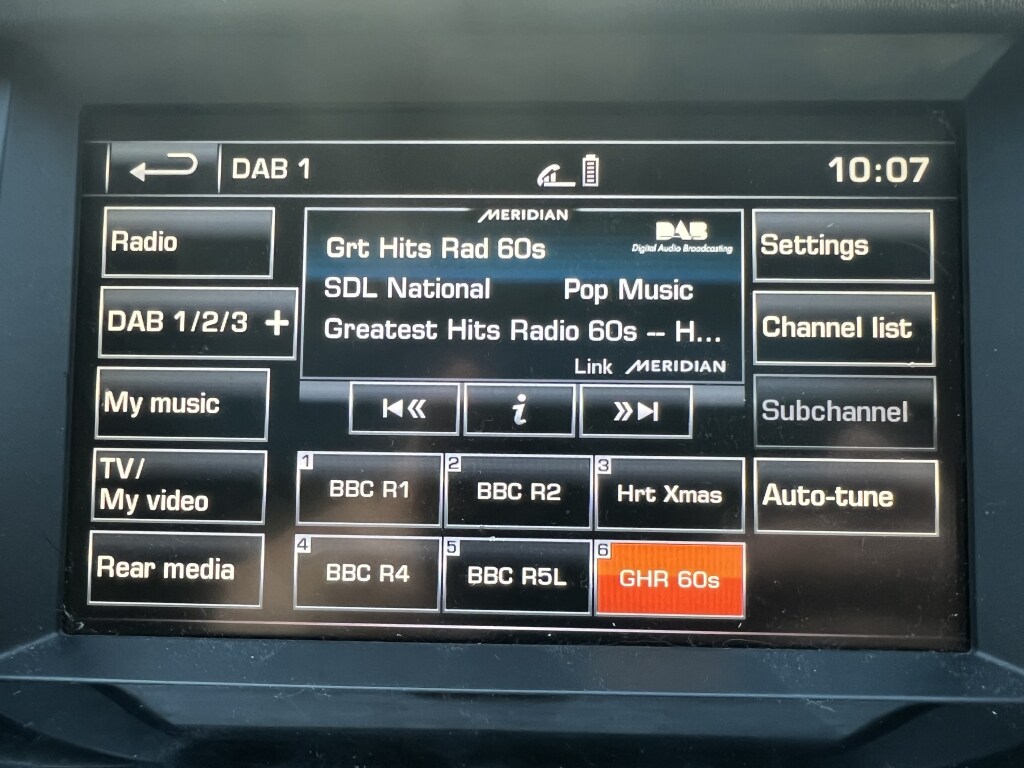 DAB 1
10:07
Radio
DAB 1/2/3 +
My music
TV/
My video
Rear media
MERIDIAN
Grt Hits Rad 60s
DAB
Digital Audio Broadcasting
SDL National Pop Music
Greatest Hits Radio 60s -- H...
Link MERIDIAN
i
1 BBC R1
2 BBC R2
3 Hrt Xmas
4 BBC R4
5 BBC R5L
6 GHR 60s
Settings
Channel list
Subchannel
Auto-tune